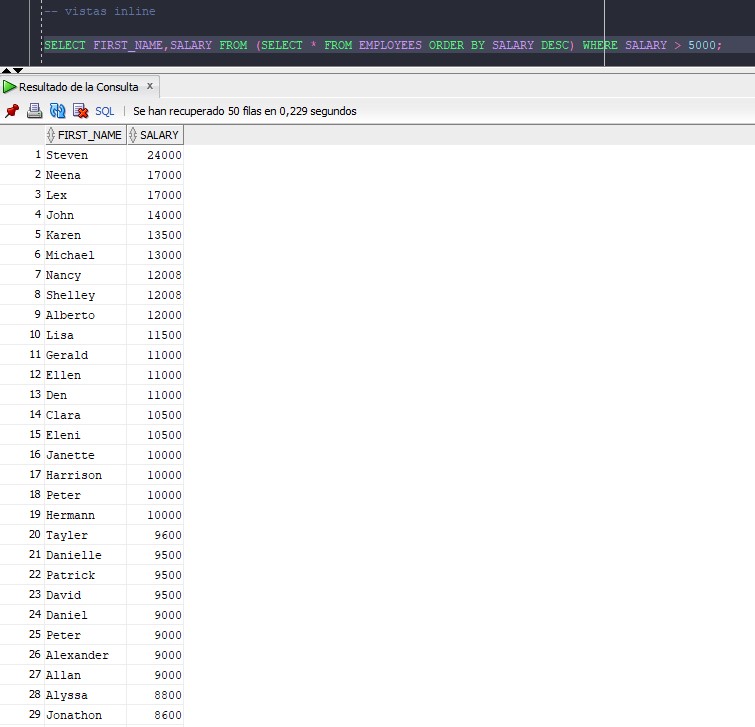 -- vistas inline
SELECT FIRST_NAME,SALARY FROM (SELECT * FROM EMPLOYEES ORDER BY SALARY DESC) WHERE SALARY > 5000;
Resultado de la Consulta x
SQL | Se han recuperado 50 filas en 0,229 segundos
FIRST_NAME SALARY
1 Steven 24000
2 Neena 17000
3 Lex 17000
4 John 14000
5 Karen 13500
6 Michael 13000
7 Nancy 12008
8 Shelley 12008
9 Alberto 12000
10 Lisa 11500
11 Gerald 11000
12 Ellen 11000
13 Den 11000
14 Clara 10500
15 Eleni 10500
16 Janette 10000
17 Harrison 10000
18 Peter 10000
19 Hermann 10000
20 Tayler 9600
21 Danielle 9500
22 Patrick 9500
23 David 9500
24 Daniel 9000
25 Peter 9000
26 Alexander 9000
27 Allan 9000
28 Alyssa 8800
29 Jonathon 8600